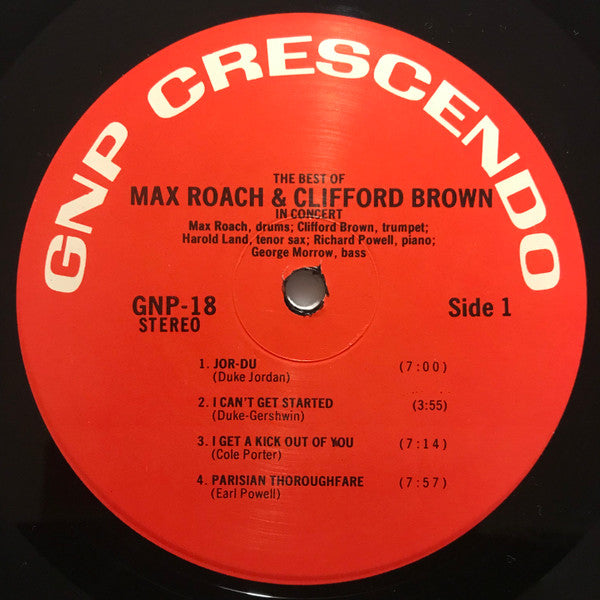 GNP CRESCENDO
THE BEST OF
MAX ROACH & CLIFFORD BROWN
IN CONCERT
Max Roach, drums; Clifford Brown, trumpet;
Harold Land, tenor sax; Richard Powell, piano;
George Morrow, bass
GNP-18 Side 1
STEREO
1. JOR-DU (7:00)
(Duke Jordan)
2. I CAN'T GET STARTED (3:55)
(Duke-Gershwin)
3. I GET A KICK OUT OF YOU (7:14)
(Cole Porter)
4. PARISIAN THOROUGHFARE (7:57)
(Earl Powell)